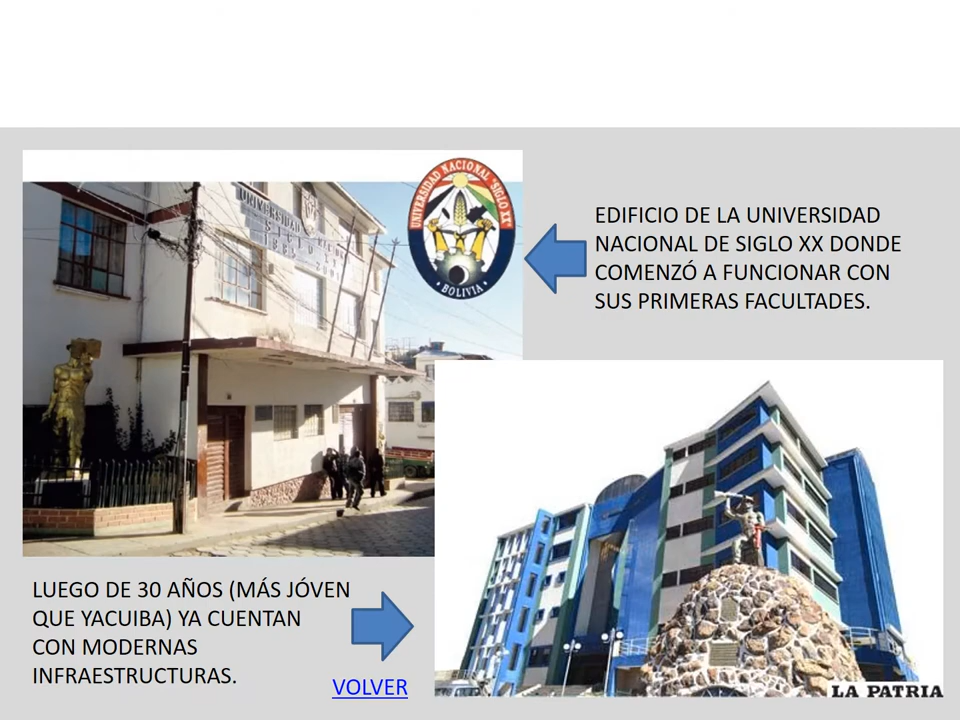 UNIVERSIDAD NACIONAL "SIGLO XX"
BOLIVIA
EDIFICIO DE LA UNIVERSIDAD
NACIONAL DE SIGLO XX DONDE
COMENZÓ A FUNCIONAR CON
SUS PRIMERAS FACULTADES.
UNIVERSIDAD
LUEGO DE 30 AÑOS (MÁS JÓVEN
QUE YACUIBA) YA CUENTAN
CON MODERNAS
INFRAESTRUCTURAS.
VOLVER
LA PATRIA